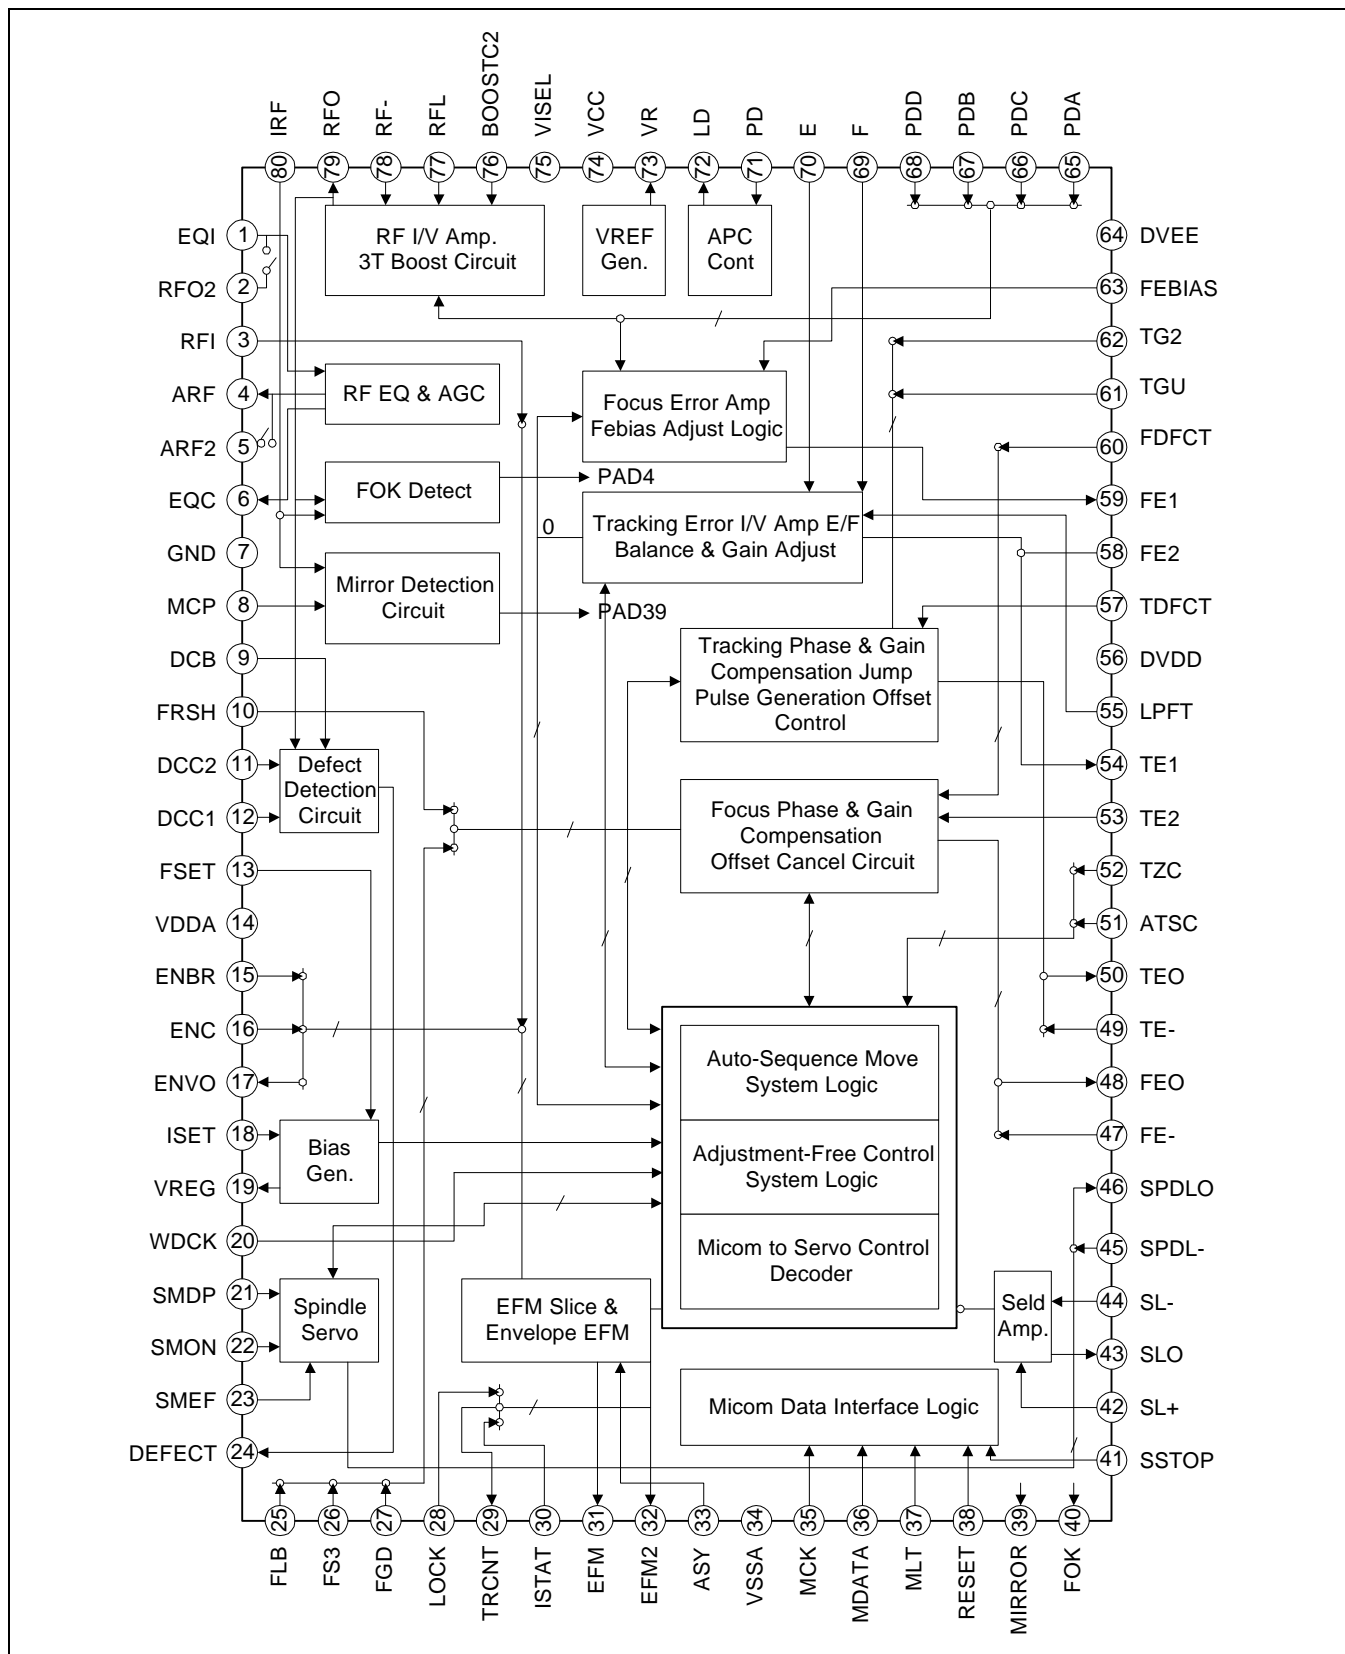 IRF
RFO
RF-
RFL
BOOSTC2
VISEL
VCC
VR
LD
PD
E
F
PDD
PDB
PDC
PDA
80
79
78
77
76
75
74
73
72
71
70
69
68
67
66
65
EQI 1
RFO2 2
RFI 3
ARF 4
ARF2 5
EQC 6
GND 7
MCP 8
DCB 9
FRSH 10
DCC2 11
DCC1 12
FSET 13
VDDA 14
ENBR 15
ENC 16
ENVO 17
ISET 18
VREG 19
WDCK 20
SMDP 21
SMON 22
SMEF 23
DEFECT 24
RF I/V Amp.
3T Boost Circuit
VREF
Gen.
APC
Cont
RF EQ & AGC
Focus Error Amp
Febias Adjust Logic
FOK Detect
PAD4
0
Tracking Error I/V Amp E/F
Balance & Gain Adjust
Mirror Detection
Circuit
PAD39
Tracking Phase & Gain
Compensation Jump
Pulse Generation Offset
Control
Defect
Detection
Circuit
Focus Phase & Gain
Compensation
Offset Cancel Circuit
Auto-Sequence Move
System Logic
Adjustment-Free Control
System Logic
Micom to Servo Control
Decoder
Bias
Gen.
Spindle
Servo
EFM Slice &
Envelope EFM
Seld
Amp.
Micom Data Interface Logic
64 DVEE
63 FEBIAS
62 TG2
61 TGU
60 FDFCT
59 FE1
58 FE2
57 TDFCT
56 DVDD
55 LPFT
54 TE1
53 TE2
52 TZC
51 ATSC
50 TEO
49 TE-
48 FEO
47 FE-
46 SPDLO
45 SPDL-
44 SL-
43 SLO
42 SL+
41 SSTOP
25
26
27
28
29
30
31
32
33
34
35
36
37
38
39
40
FLB
FS3
FGD
LOCK
TRCNT
ISTAT
EFM
EFM2
ASY
VSSA
MCK
MDATA
MLT
RESET
MIRROR
FOK